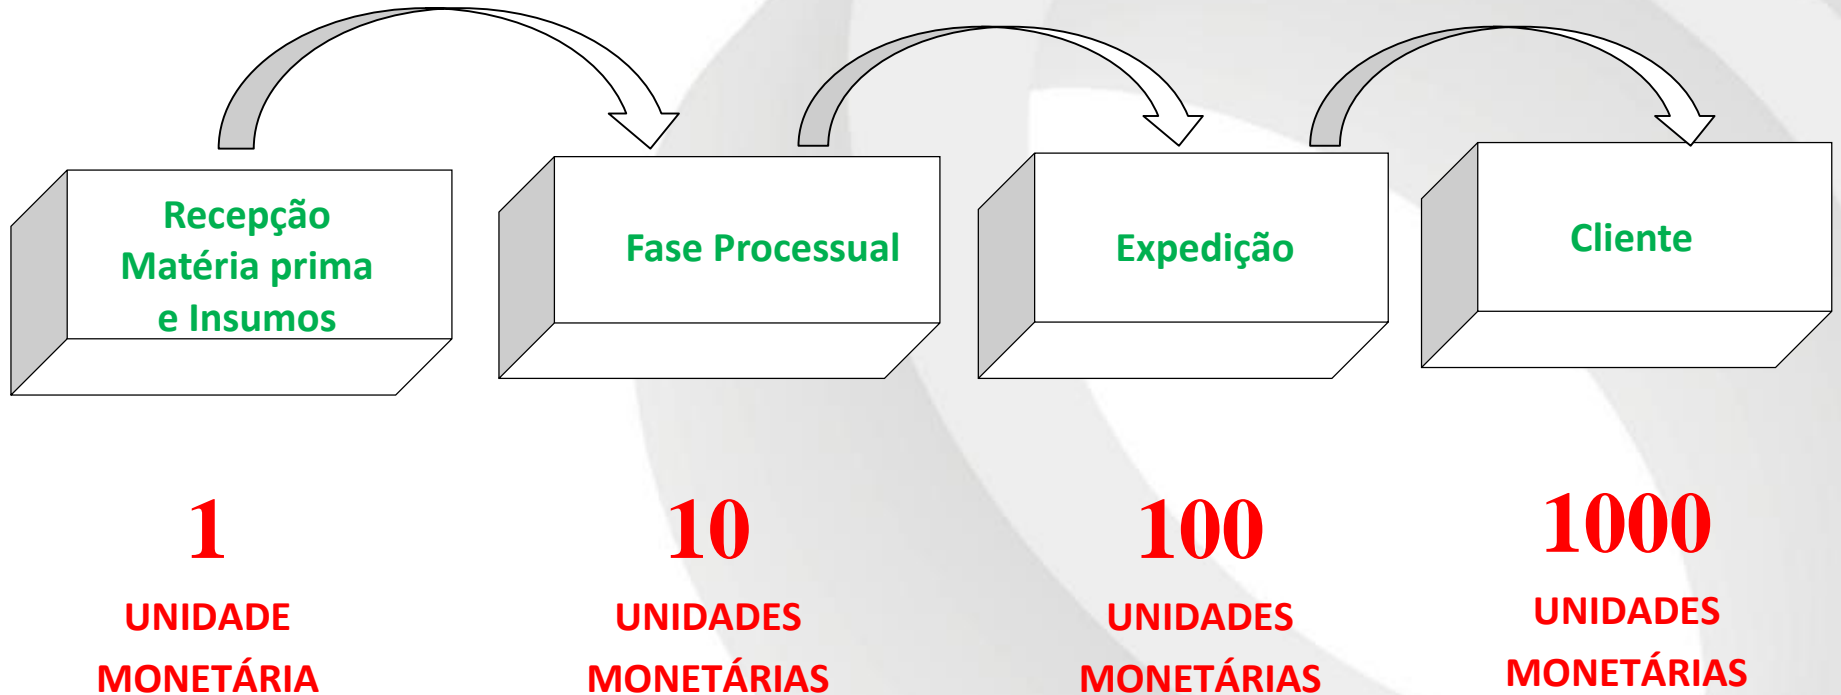 Recepção
Matéria prima
e Insumos
Fase Processual
Expedição
Cliente
1
UNIDADE
MONETÁRIA
10
UNIDADES
MONETÁRIAS
100
UNIDADES
MONETÁRIAS
1000
UNIDADES
MONETÁRIAS